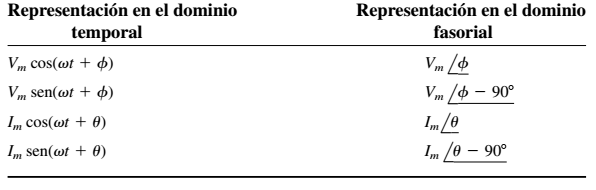 Representación en el dominio temporal
Representación en el dominio fasorial
V_m cos(ωt + ϕ) V_m /ϕ
V_m sen(ωt + ϕ) V_m /ϕ − 90°
I_m cos(ωt + θ) I_m /θ
I_m sen(ωt + θ) I_m /θ − 90°